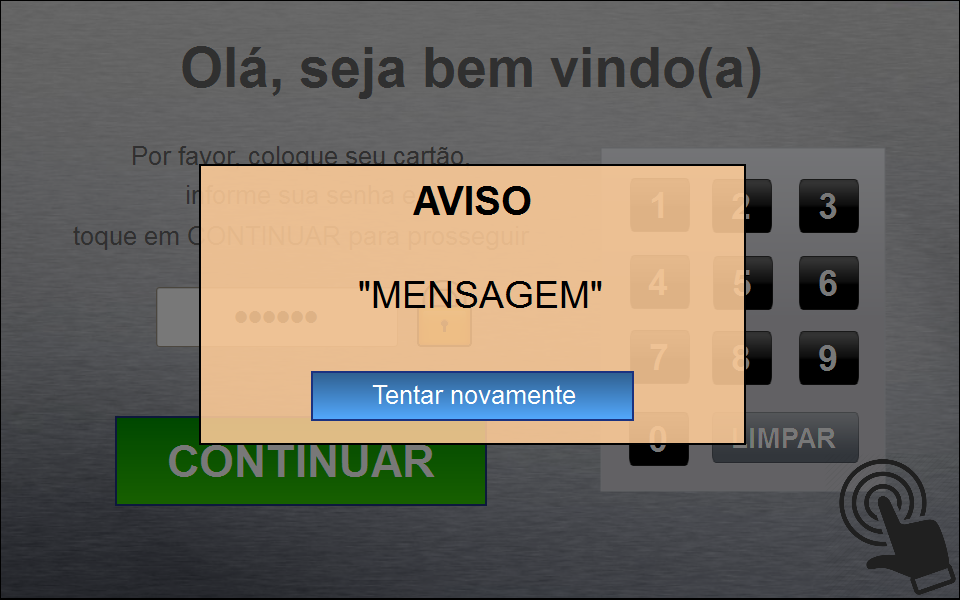 Olá, seja bem vindo(a)
Por favor, coloque seu cartão,
informe sua senha e
toque em CONTINUAR para prosseguir
AVISO
"MENSAGEM"
Tentar novamente
CONTINUAR
1 2 3
4 5 6
7 8 9
0 LIMPAR